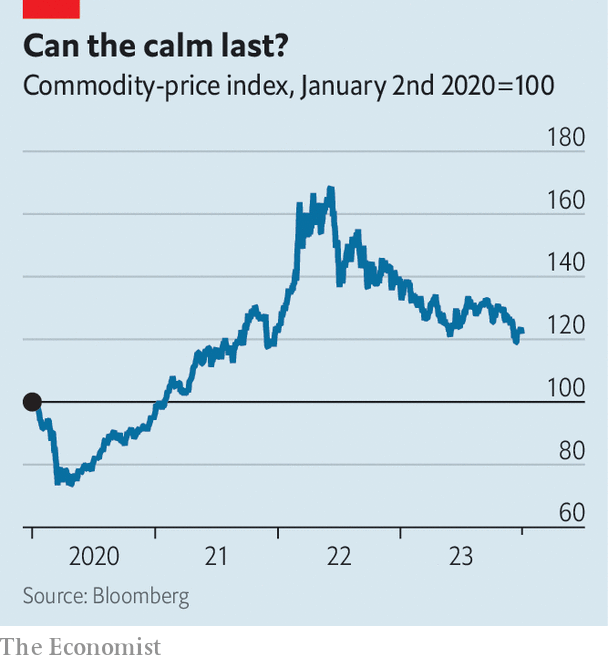 Can the calm last?
Commodity-price index, January 2nd 2020=100
180
160
140
120
100
80
60
2020 21 22 23
Source: Bloomberg
The Economist